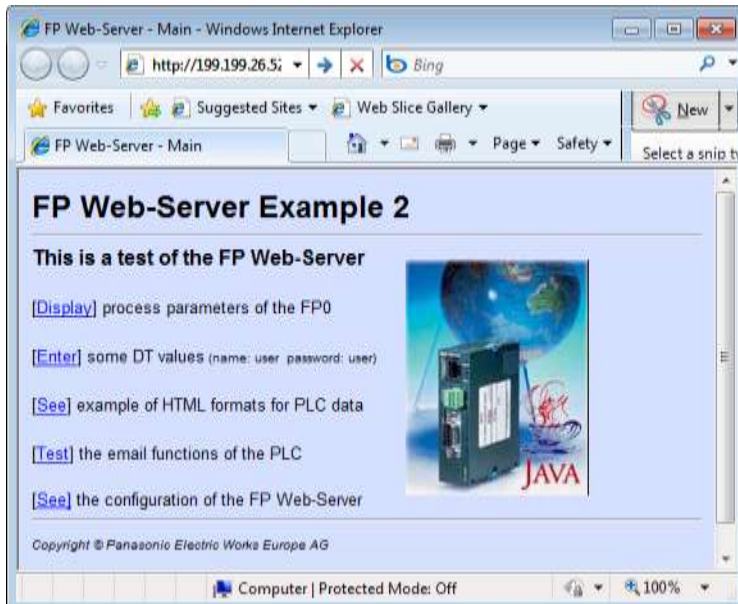 FP Web-Server - Main - Windows Internet Explorer
http://199.199.26.52
Bing
Favorites Suggested Sites Web Slice Gallery
New
FP Web-Server - Main
Page Safety
Select a snip
FP Web-Server Example 2
This is a test of the FP Web-Server
[Display] process parameters of the FP0
[Enter] some DT values (name: user password: user)
[See] example of HTML formats for PLC data
[Test] the email functions of the PLC
[See] the configuration of the FP Web-Server
JAVA
Copyright © Panasonic Electric Works Europe AG
Computer | Protected Mode: Off
100%